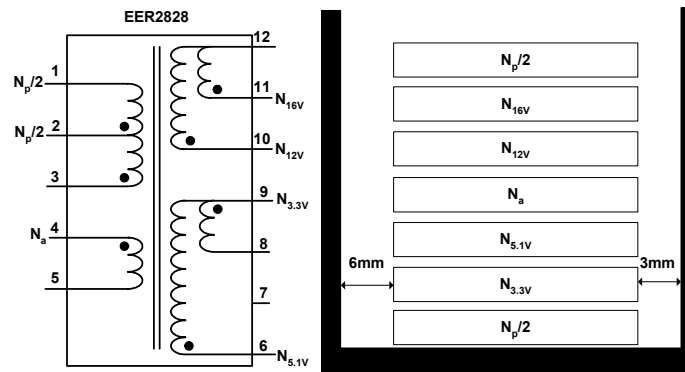 EER2828
1
Np/2
2
Np/2
3
4
Na
5
12
11
N16V
10
N12V
9
N3.3V
8
7
6
N5.1V
Np/2
N16V
N12V
Na
N5.1V
N3.3V
Np/2
6mm
3mm